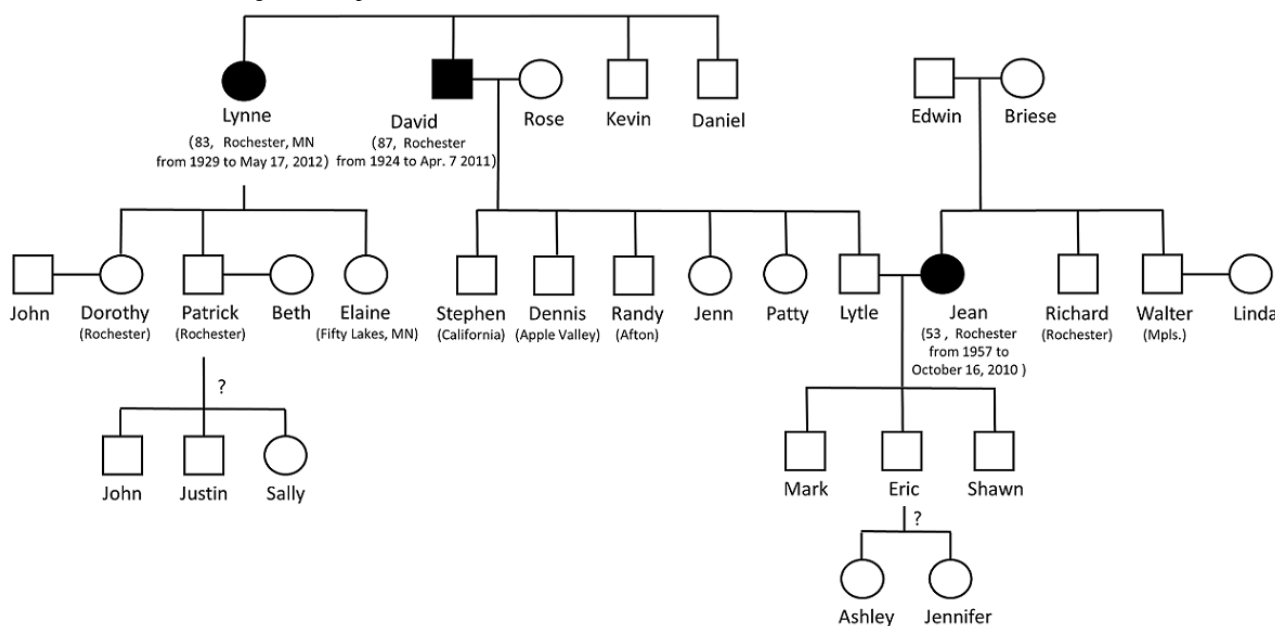 Lynne
(83, Rochester, MN
from 1929 to May 17, 2012)
David
(87, Rochester
from 1924 to Apr. 7 2011)
Rose
Kevin
Daniel
Edwin
Briese
John
Dorothy
(Rochester)
Patrick
(Rochester)
Beth
Elaine
(Fifty Lakes, MN)
Stephen
(California)
Dennis
(Apple Valley)
Randy
(Afton)
Jenn
Patty
Lytle
Jean
(53 , Rochester
from 1957 to
October 16, 2010 )
Richard
(Rochester)
Walter
(Mpls.)
Linda
?
John
Justin
Sally
Mark
Eric
Shawn
?
Ashley
Jennifer